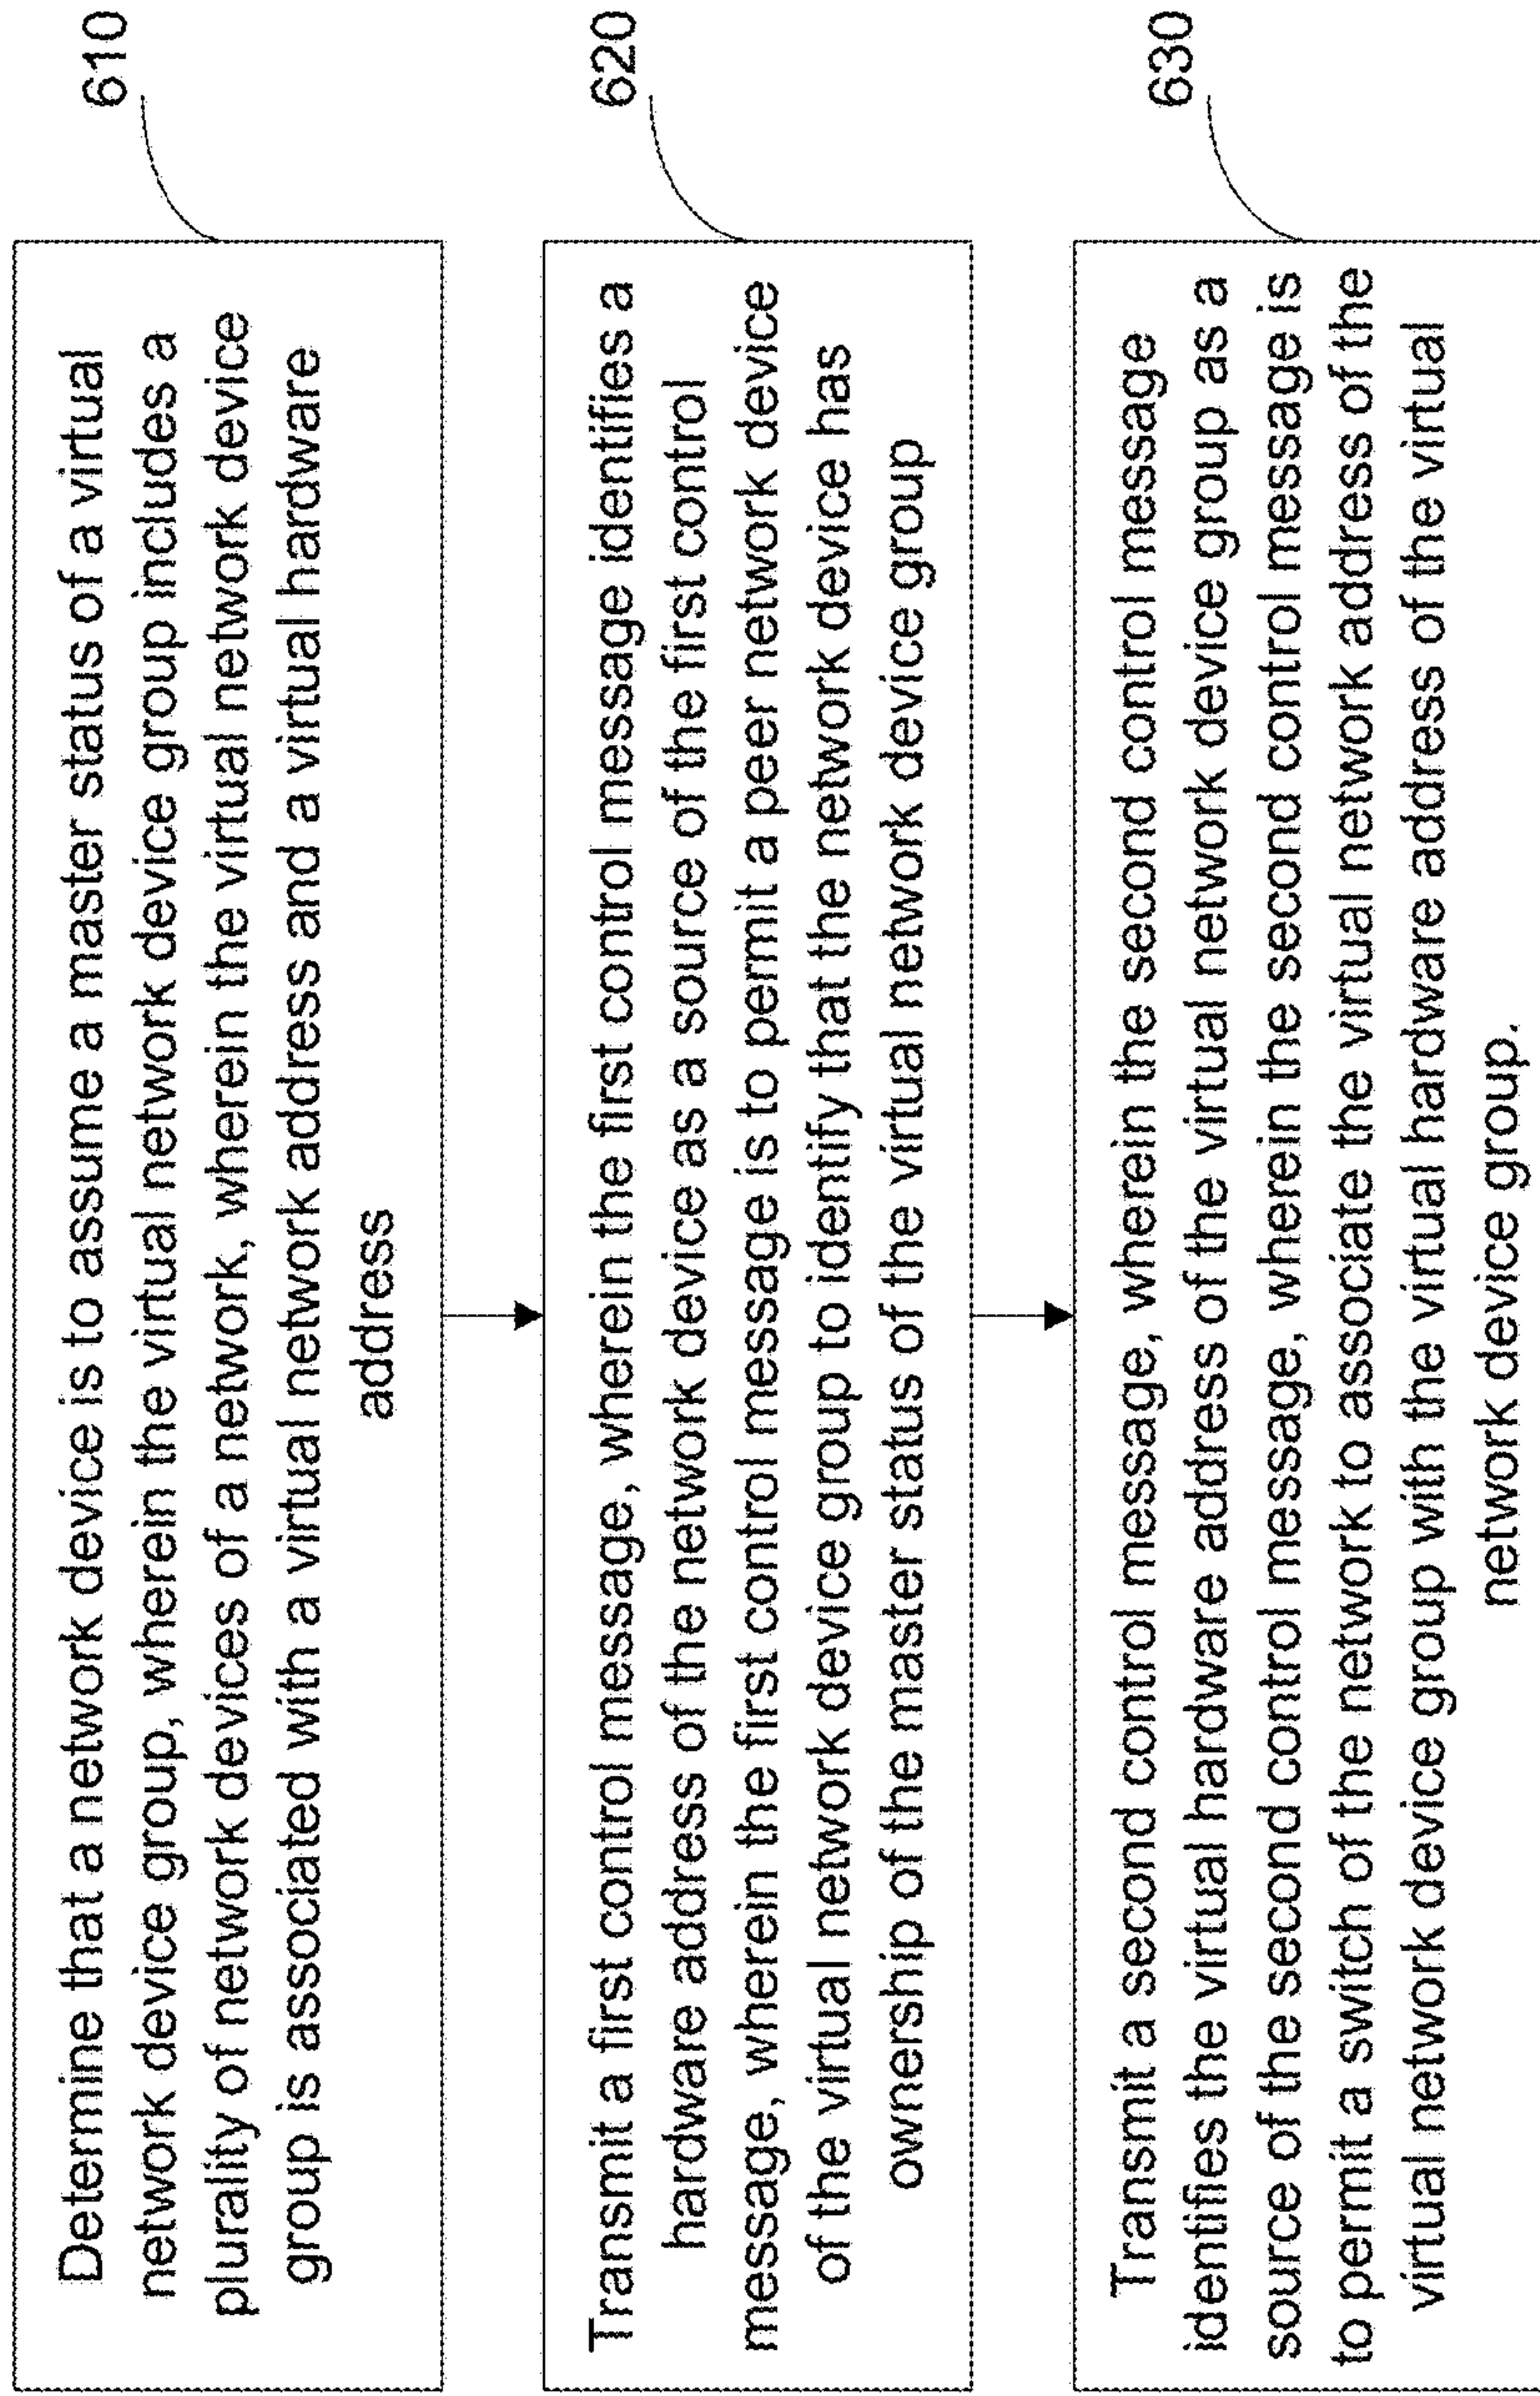 Determine that a network device is to assume a master status of a virtual
network device group, wherein the virtual network device group includes a
plurality of network devices of a network, wherein the virtual network device
group is associated with a virtual network address and a virtual hardware
address
610
Transmit a first control message, wherein the first control message identifies a
hardware address of the network device as a source of the first control
message, wherein the first control message is to permit a peer network device
of the virtual network device group to identify that the network device has
ownership of the master status of the virtual network device group
620
Transmit a second control message, wherein the second control message
identifies the virtual hardware address of the virtual network device group as a
source of the second control message, wherein the second control message is
to permit a switch of the network to associate the virtual network address of the
virtual network device group with the virtual hardware address of the virtual
network device group.
630